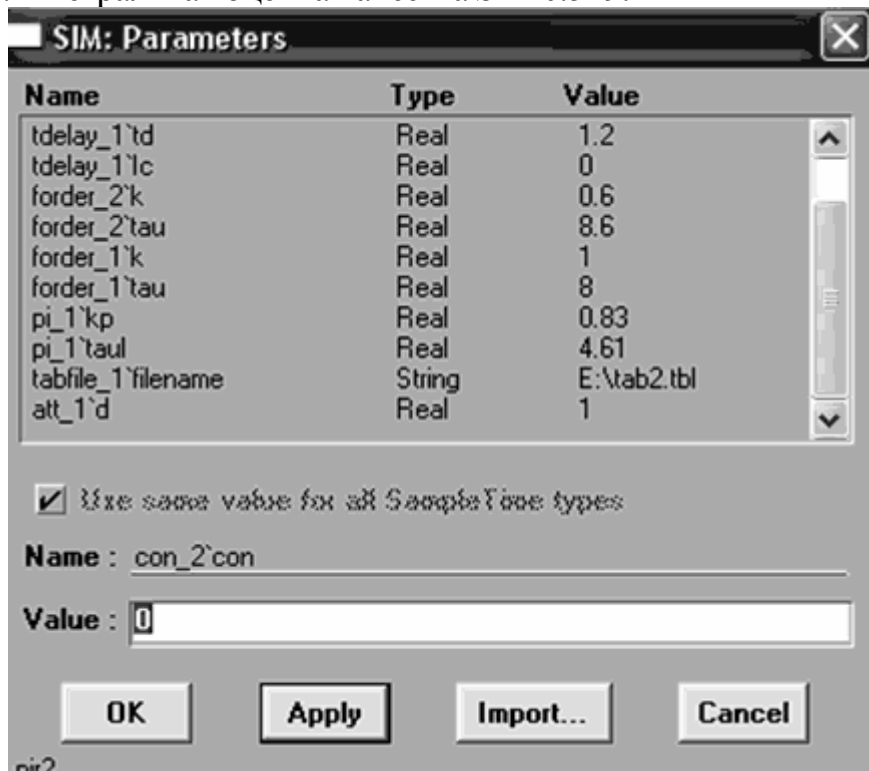 SIM: Parameters
Name Type Value
tdelay_1`td Real 1.2
tdelay_1`lc Real 0
forder_2`k Real 0.6
forder_2`tau Real 8.6
forder_1`k Real 1
forder_1`tau Real 8
pi_1`kp Real 0.83
pi_1`tauI Real 4.61
tabfile_1`filename String E:\tab2.tbl
att_1`d Real 1
Use same value for all SampleTime types
Name : con_2`con
Value : 0
OK Apply Import... Cancel